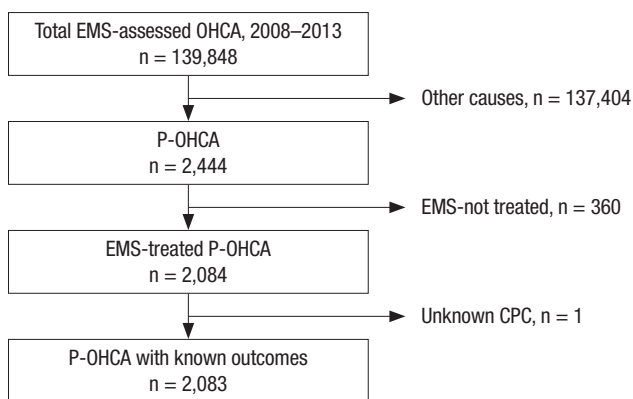 Total EMS-assessed OHCA, 2008–2013
n = 139,848
Other causes, n = 137,404
P-OHCA
n = 2,444
EMS-not treated, n = 360
EMS-treated P-OHCA
n = 2,084
Unknown CPC, n = 1
P-OHCA with known outcomes
n = 2,083